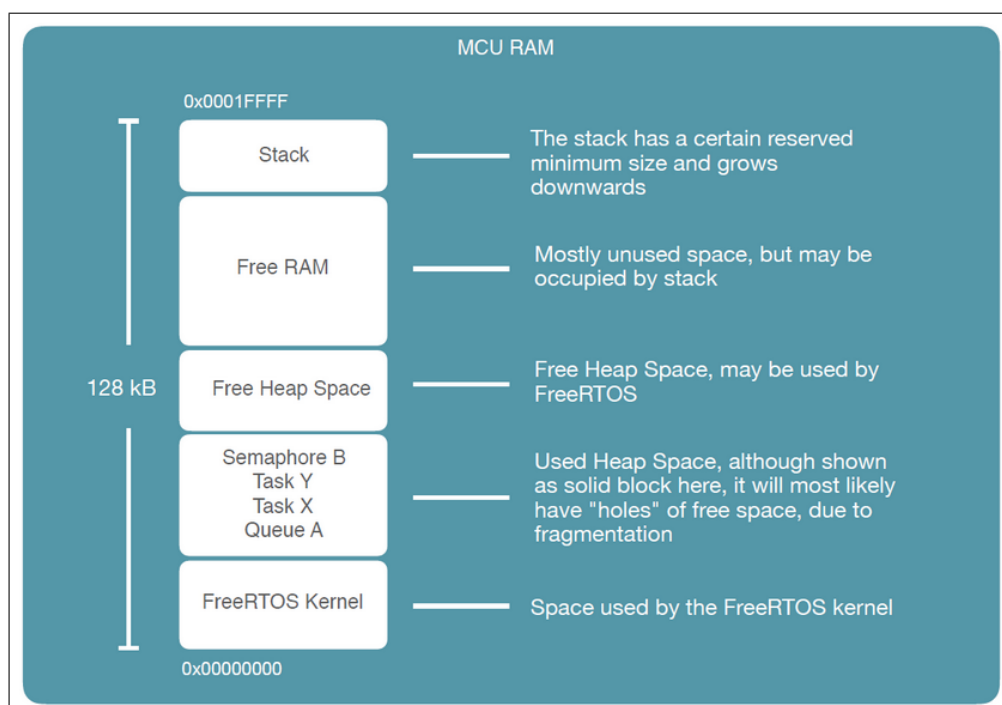 MCU RAM
0x0001FFFF
Stack
The stack has a certain reserved
minimum size and grows
downwards
Free RAM
Mostly unused space, but may be
occupied by stack
128 kB
Free Heap Space
Free Heap Space, may be used by
FreeRTOS
Semaphore B
Task Y
Task X
Queue A
Used Heap Space, although shown
as solid block here, it will most likely
have "holes" of free space, due to
fragmentation
FreeRTOS Kernel
Space used by the FreeRTOS kernel
0x00000000